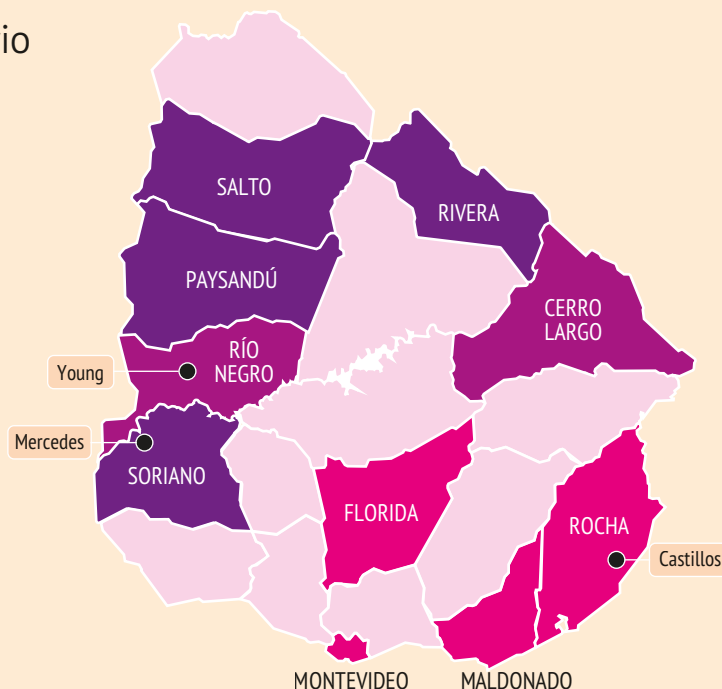 io
SALTO
RIVERA
PAYSANDÚ
CERRO
LARGO
RÍO
NEGRO
Young
Mercedes
SORIANO
FLORIDA
ROCHA
Castillos
MONTEVIDEO
MALDONADO